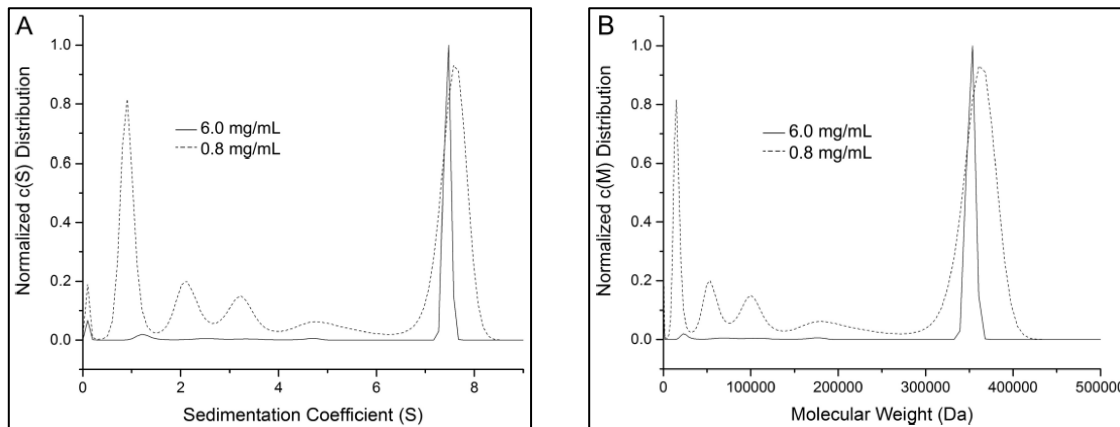 A
Normalized c(S) Distribution
1.0
0.8
0.6
0.4
0.2
0.0
6.0 mg/mL
0.8 mg/mL
0
2
4
6
8
Sedimentation Coefficient (S)
B
Normalized c(M) Distribution
1.0
0.8
0.6
0.4
0.2
0.0
6.0 mg/mL
0.8 mg/mL
0
100000
200000
300000
400000
500000
Molecular Weight (Da)